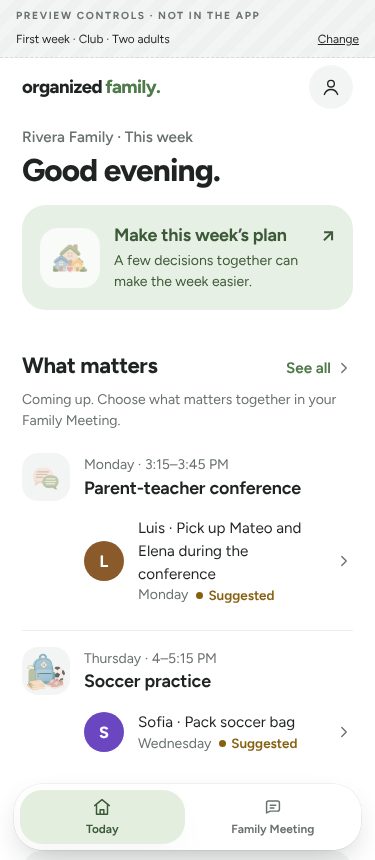 PREVIEW CONTROLS · NOT IN THE APP
First week · Club · Two adults
Change
organized family.
Rivera Family · This week
Good evening.
Make this week’s plan
A few decisions together can
make the week easier.
What matters
See all
Coming up. Choose what matters together in your
Family Meeting.
Monday · 3:15–3:45 PM
Parent-teacher conference
L
Luis · Pick up Mateo and
Elena during the
conference
Monday
Suggested
Thursday · 4–5:15 PM
Soccer practice
S
Sofia · Pack soccer bag
Wednesday
Suggested
Today
Family Meeting